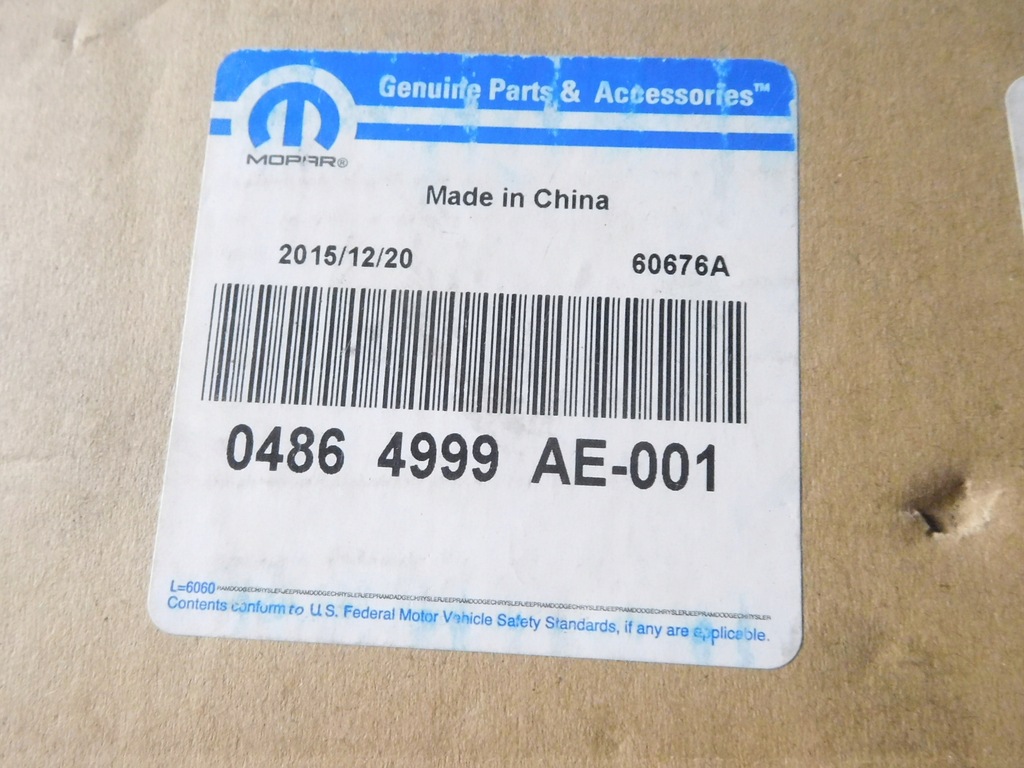 Genuine Parts & Accessories™
MOPAR®
Made in China
2015/12/20 60676A
0486 4999 AE-001
L=6060
Contents conform to U.S. Federal Motor Vehicle Safety Standards, if any are applicable.